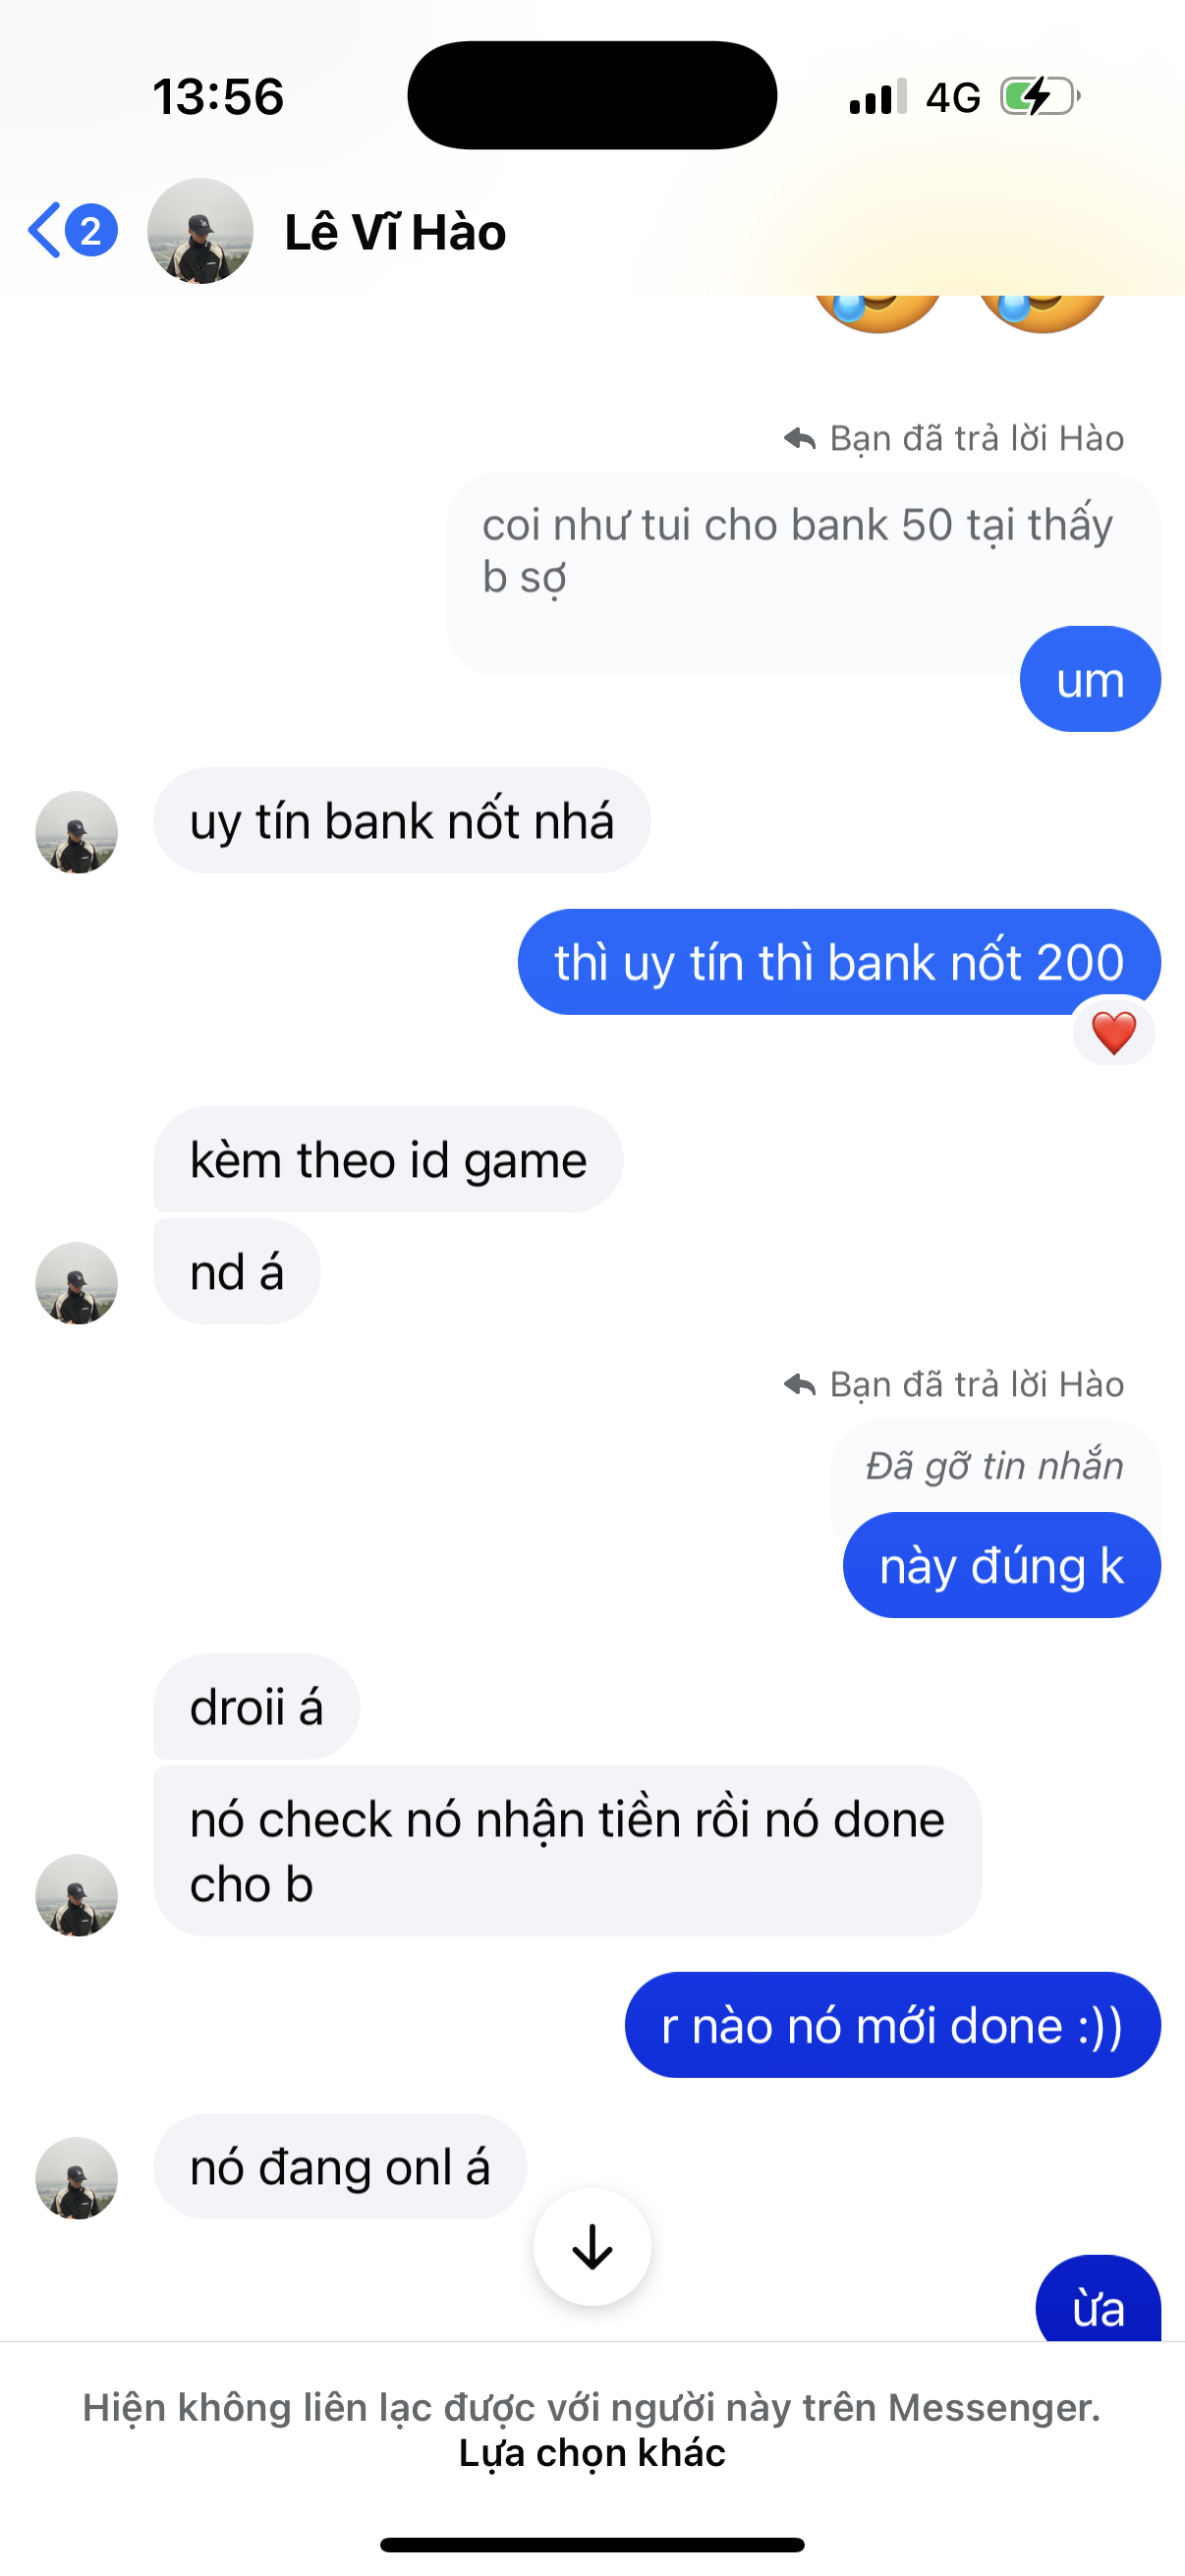 13:56
4G
2
Lê Vĩ Hào
Bạn đã trả lời Hào
coi như tui cho bank 50 tại thấy
b sợ
um
uy tín bank nốt nhá
thì uy tín thì bank nốt 200
kèm theo id game
nd á
Bạn đã trả lời Hào
Đã gỡ tin nhắn
này đúng k
droii á
nó check nó nhận tiền rồi nó done
cho b
r nào nó mới done :))
nó đang onl á
ừa
Hiện không liên lạc được với người này trên Messenger.
Lựa chọn khác